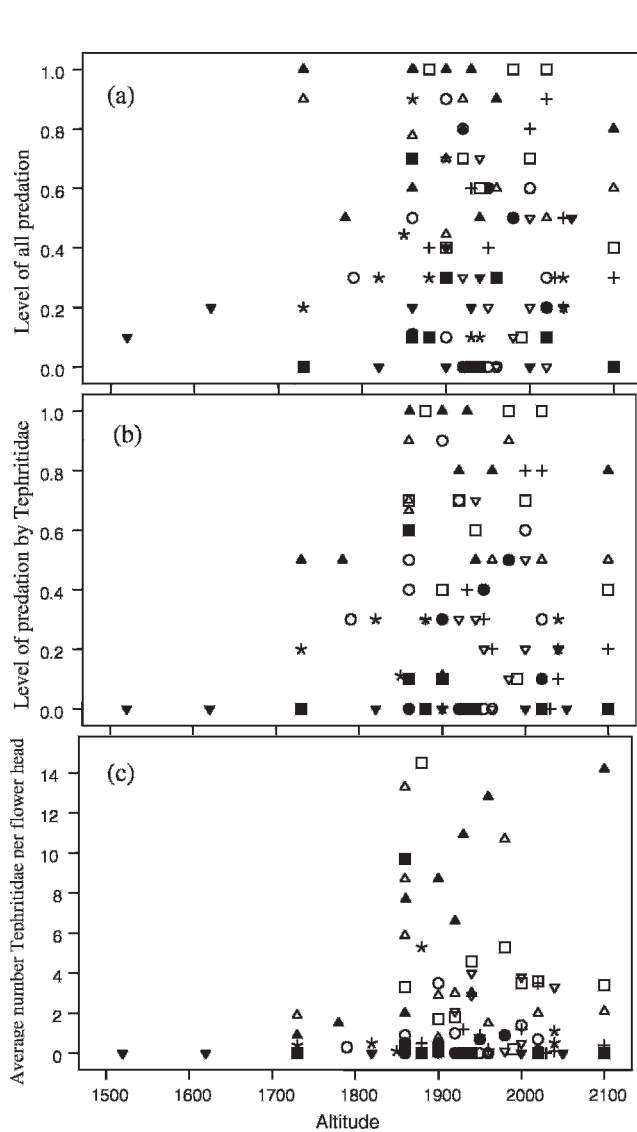 (a)
Level of all predation
1.0
0.8
0.6
0.4
0.2
0.0
(b)
Level of predation by Tephritidae
1.0
0.8
0.6
0.4
0.2
0.0
(c)
Average number Tephritidae per flower head
14
12
10
8
6
4
2
0
1500 1600 1700 1800 1900 2000 2100
Altitude